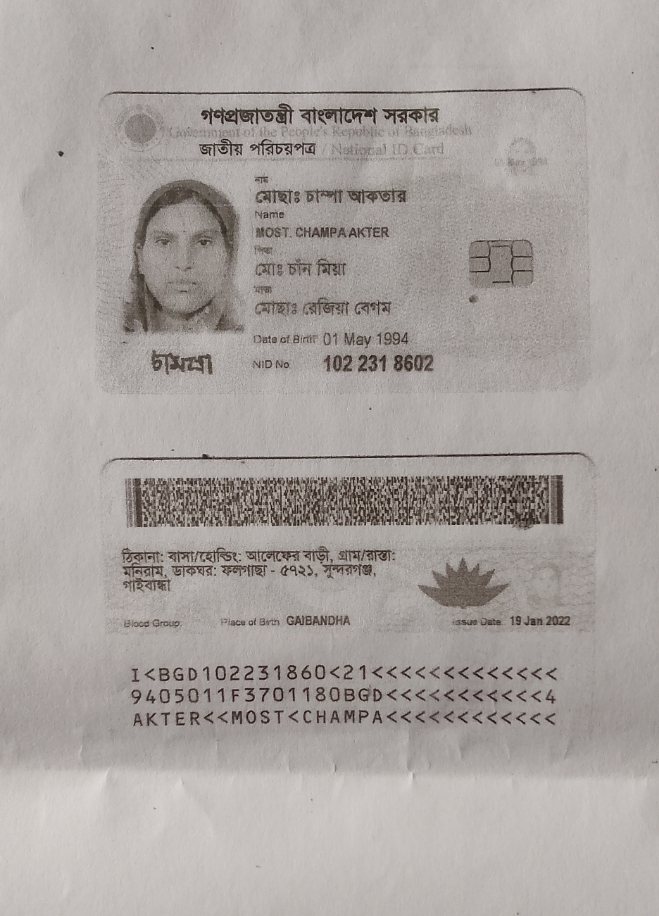 গণপ্রজাতন্ত্রী বাংলাদেশ সরকার
Government of the People's Republic of Bangladesh
জাতীয় পরিচয়পত্র / National ID Card
নাম
মোছাঃ চাম্পা আকতার
Name
MOST. CHAMPA AKTER
পিতা
মোঃ চাঁন মিয়া
মাতা
মোছাঃ রেজিয়া বেগম
Date of Birth 01 May 1994
NID No 102 231 8602
ঠিকানা: বাসা/হোল্ডিং: আলেফের বাড়ী, গ্রাম/রাস্তা:
মনিরাম, ডাকঘর: ফলগাছা - ৫৭২১, সুন্দরগঞ্জ,
গাইবান্ধা
Blood Group: Place of Birth GAIBANDHA Issue Date: 19 Jan 2022
I<BGD102231860<21<<<<<<<<<<<<<
9405011F3701180BGD<<<<<<<<<<<4
AKTER<<MOST<CHAMPA<<<<<<<<<<<<